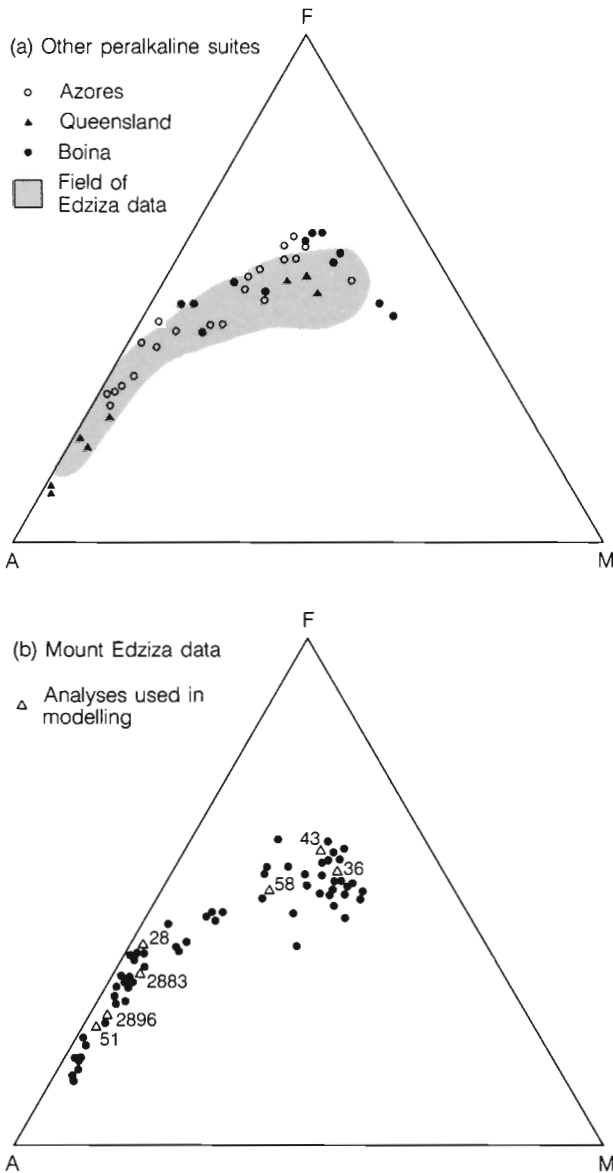 F
(a) Other peralkaline suites
Azores
Queensland
Boina
Field of
Edziza data
A
M
F
(b) Mount Edziza data
Analyses used in
modelling
43
36
58
28
2883
2896
51
A
M